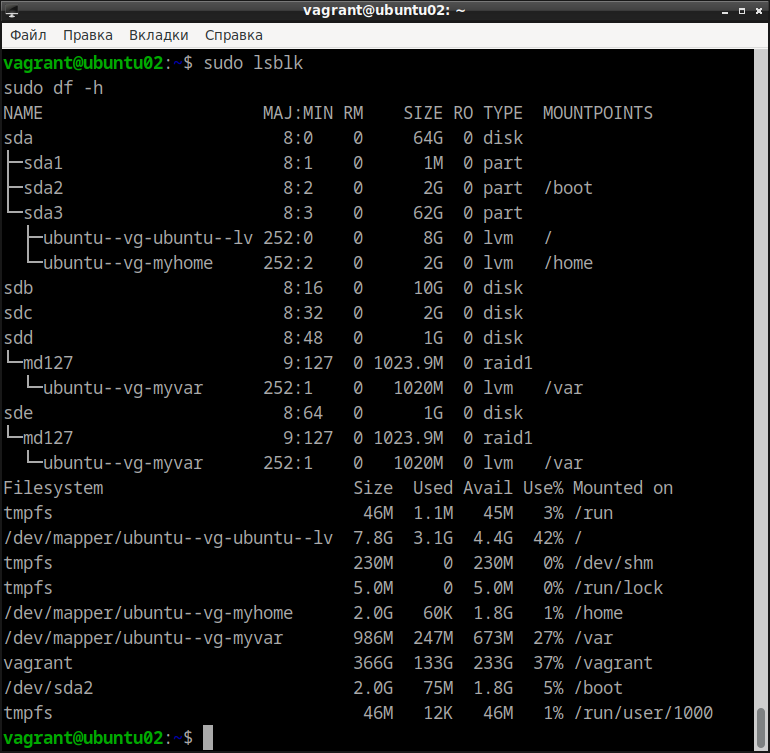 vagrant@ubuntu02: ~
Файл Правка Вкладки Справка
vagrant@ubuntu02:~$ sudo lsblk
sudo df -h
NAME                      MAJ:MIN RM    SIZE RO TYPE  MOUNTPOINTS
sda                         8:0    0     64G  0 disk
├─sda1                      8:1    0      1M  0 part
├─sda2                      8:2    0      2G  0 part  /boot
└─sda3                      8:3    0     62G  0 part
  ├─ubuntu--vg-ubuntu--lv 252:0    0      8G  0 lvm   /
  └─ubuntu--vg-myhome     252:2    0      2G  0 lvm   /home
sdb                         8:16   0     10G  0 disk
sdc                         8:32   0      2G  0 disk
sdd                         8:48   0      1G  0 disk
└─md127                     9:127  0 1023.9M  0 raid1
  └─ubuntu--vg-myvar      252:1    0   1020M  0 lvm   /var
sde                         8:64   0      1G  0 disk
└─md127                     9:127  0 1023.9M  0 raid1
  └─ubuntu--vg-myvar      252:1    0   1020M  0 lvm   /var
Filesystem                         Size  Used Avail Use% Mounted on
tmpfs                               46M  1.1M   45M   3% /run
/dev/mapper/ubuntu--vg-ubuntu--lv  7.8G  3.1G  4.4G  42% /
tmpfs                              230M     0  230M   0% /dev/shm
tmpfs                              5.0M     0  5.0M   0% /run/lock
/dev/mapper/ubuntu--vg-myhome      2.0G   60K  1.8G   1% /home
/dev/mapper/ubuntu--vg-myvar       986M  247M  673M  27% /var
vagrant                            366G  133G  233G  37% /vagrant
/dev/sda2                          2.0G   75M  1.8G   5% /boot
tmpfs                               46M   12K   46M   1% /run/user/1000
vagrant@ubuntu02:~$